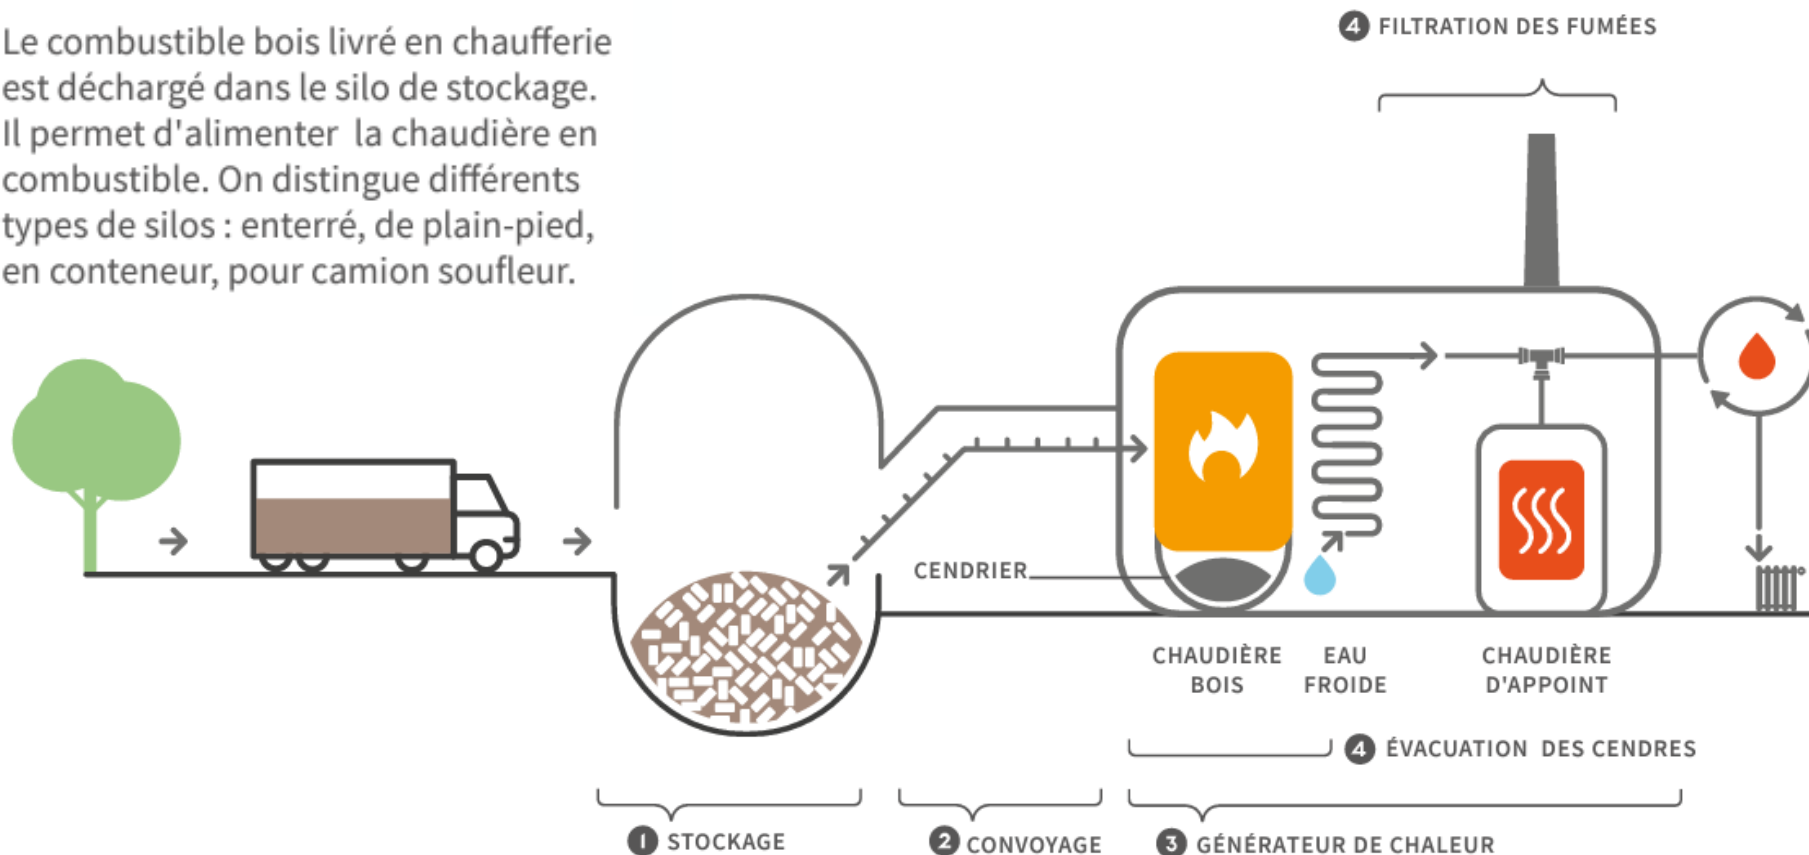 Le combustible bois livré en chaufferie
est déchargé dans le silo de stockage.
Il permet d'alimenter la chaudière en
combustible. On distingue différents
types de silos : enterré, de plain-pied,
en conteneur, pour camion soufleur.
4 FILTRATION DES FUMÉES
CENDRIER
CHAUDIÈRE
BOIS
EAU
FROIDE
CHAUDIÈRE
D'APPOINT
4 ÉVACUATION DES CENDRES
1 STOCKAGE
2 CONVOYAGE
3 GÉNÉRATEUR DE CHALEUR